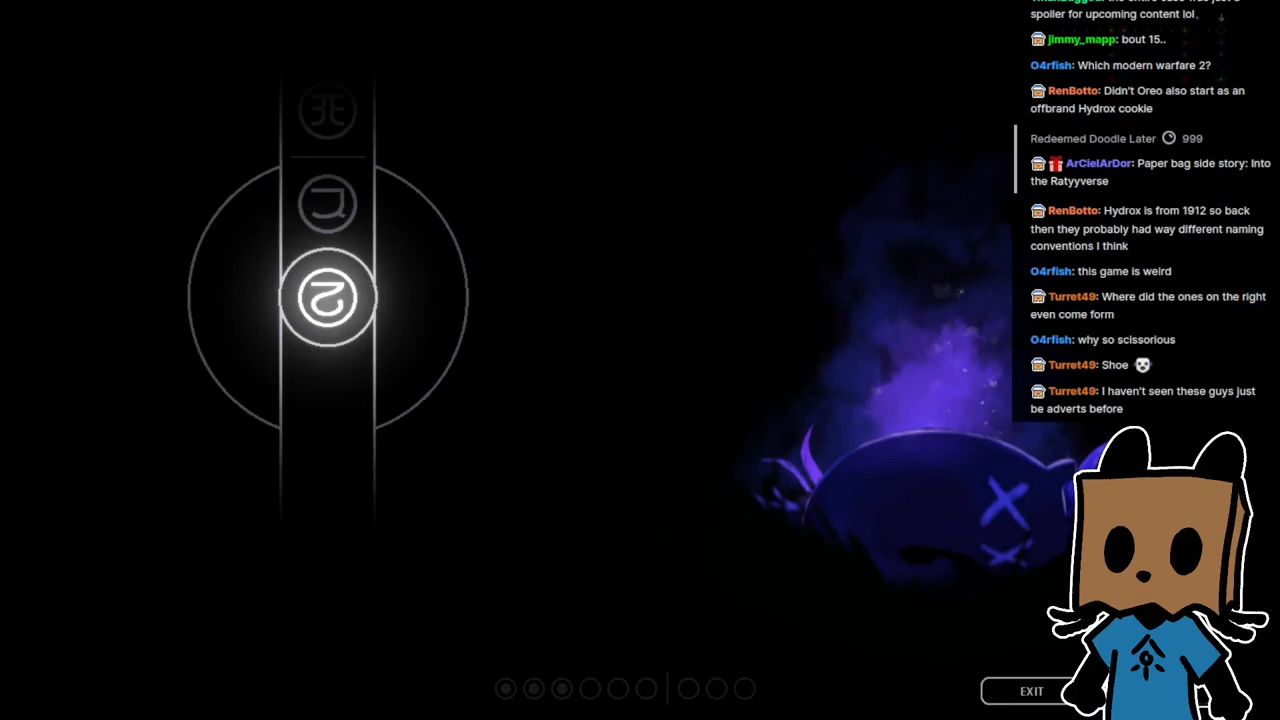 spoiler for upcoming content lol
jimmy_mapp: bout 15..
O4rfish: Which modern warfare 2?
RenBotto: Didn't Oreo also start as an
offbrand Hydrox cookie
Redeemed Doodle Later 999
ArCielArDor: Paper bag side story: Into
the Ratyyverse
RenBotto: Hydrox is from 1912 so back
then they probably had way different naming
conventions I think
O4rfish: this game is weird
Turret49: Where did the ones on the right
even come form
O4rfish: why so scissorious
Turret49: Shoe
Turret49: I haven't seen these guys just
be adverts before
EXIT